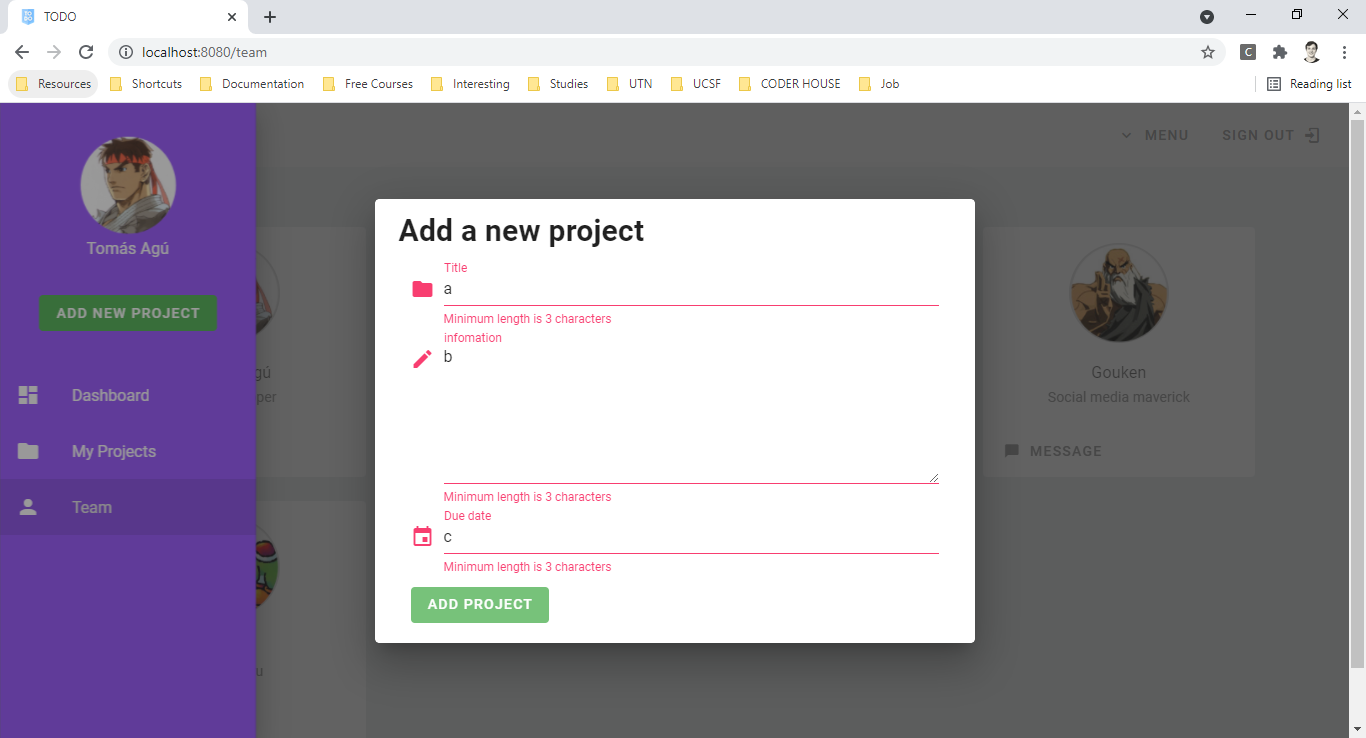 TODO
localhost:8080/team
Resources Shortcuts Documentation Free Courses Interesting Studies UTN UCSF CODER HOUSE Job Reading list
MENU SIGN OUT
Tomás Agú
ADD NEW PROJECT
Dashboard
My Projects
Team
Add a new project
Title
a
Minimum length is 3 characters
infomation
b
Minimum length is 3 characters
Due date
c
Minimum length is 3 characters
ADD PROJECT
gú
per
Gouken
Social media maverick
MESSAGE
u